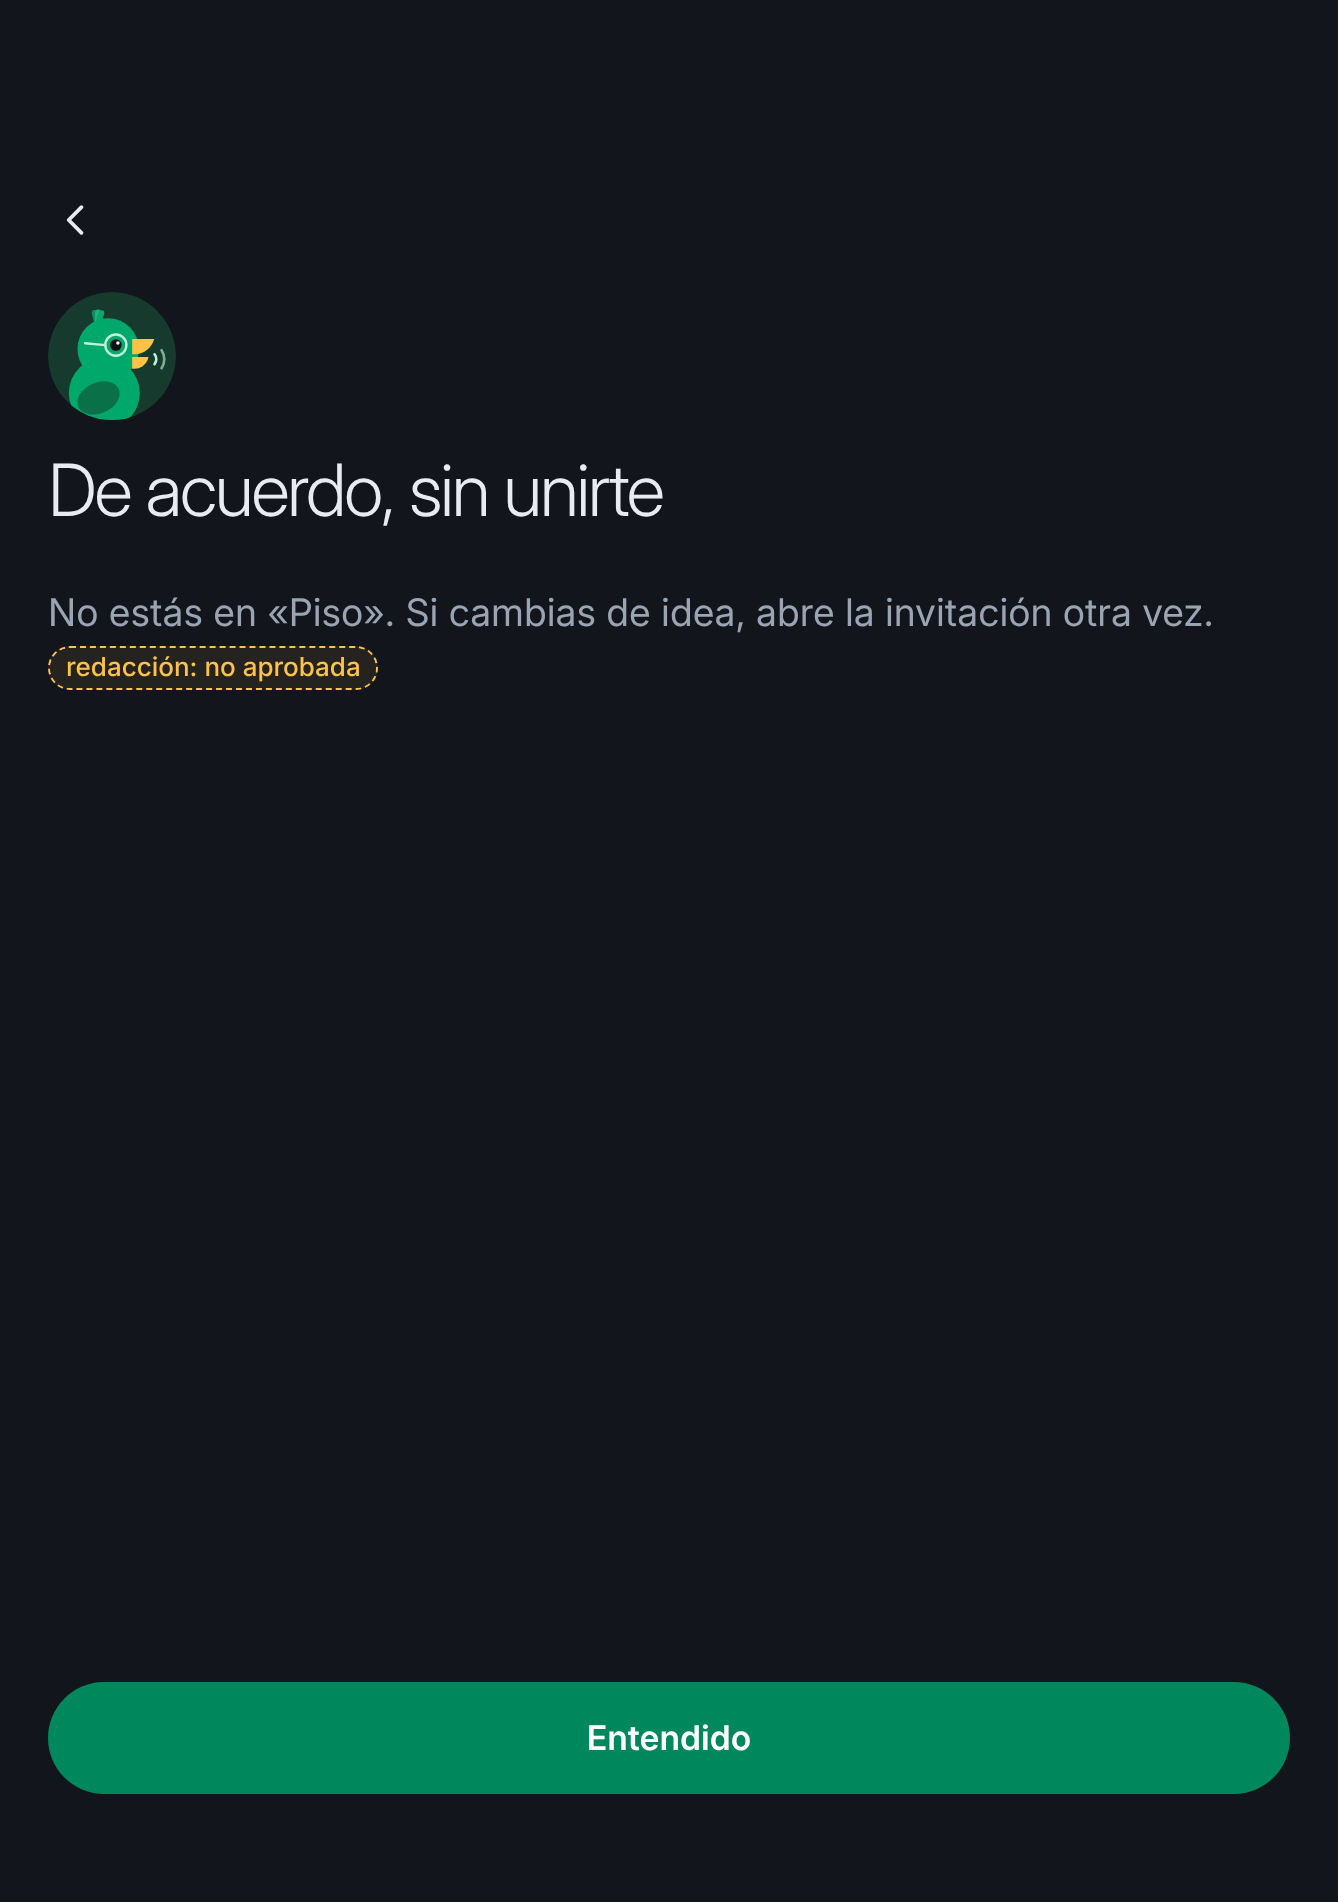 De acuerdo, sin unirte
No estás en «Piso». Si cambias de idea, abre la invitación otra vez.
redacción: no aprobada
Entendido